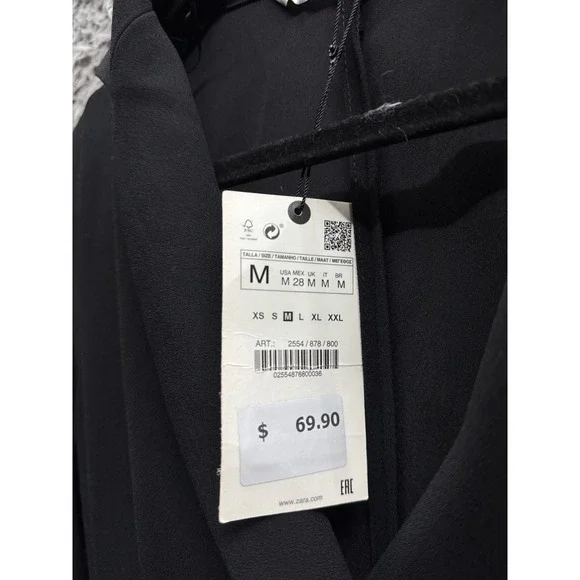 FSC
TALLA / SIZE / TAMANHO / TAILLE / MAAT / ΜΕΓΕΘΟΣ
M
USA MEX UK IT BR
M 28 M M M
XS S M L XL XXL
ART.: 2554 / 878 / 800
02554878800036
$ 69.90
www.zara.com
EAC